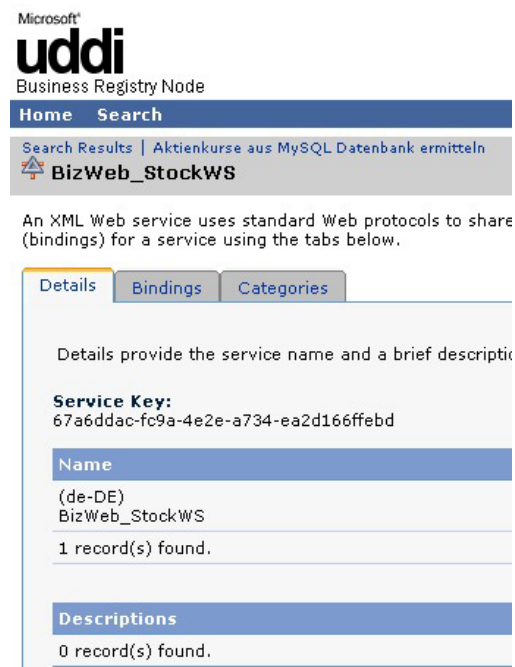 Microsoft®
uddi
Business Registry Node
Home Search
Search Results | Aktienkurse aus MySQL Datenbank ermitteln
BizWeb_StockWS
An XML Web service uses standard Web protocols to share
(bindings) for a service using the tabs below.
Details Bindings Categories
Details provide the service name and a brief descripti
Service Key:
67a6ddac-fc9a-4e2e-a734-ea2d166ffebd
Name
(de-DE)
BizWeb_StockWS
1 record(s) found.
Descriptions
0 record(s) found.